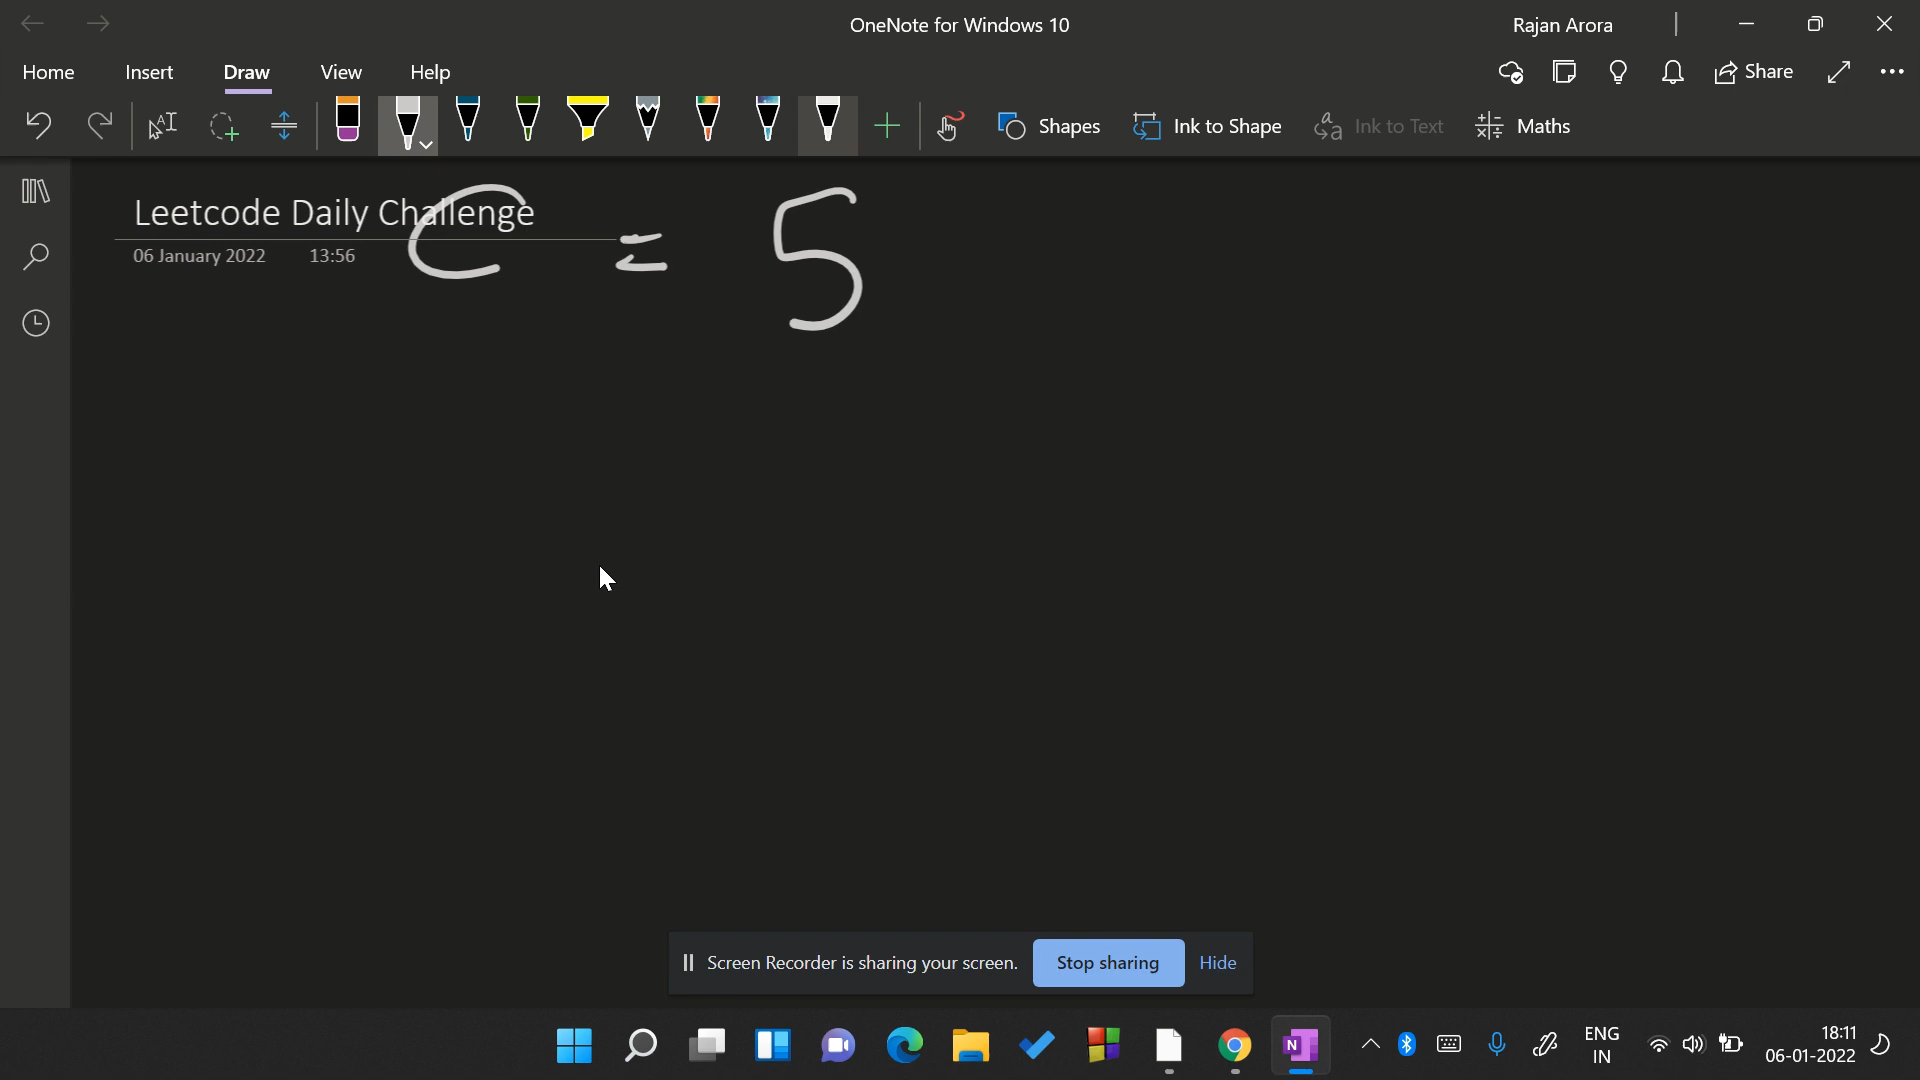 OneNote for Windows 10
Rajan Arora
Home Insert Draw View Help
Share
Shapes Ink to Shape Ink to Text Maths
Leetcode Daily Challenge
06 January 2022 13:56
C = 5
Screen Recorder is sharing your screen. Stop sharing Hide
ENG
IN
18:11
06-01-2022